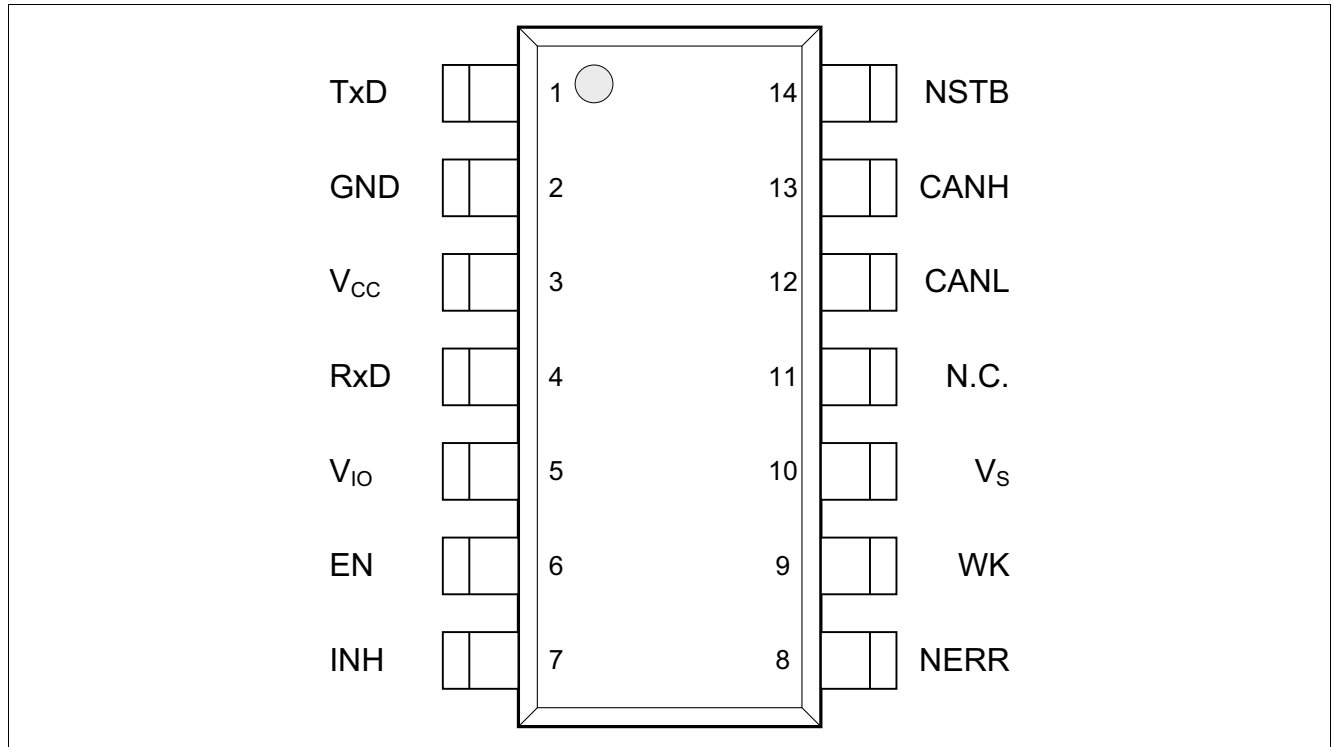 TxD 1 14 NSTB
GND 2 13 CANH
VCC 3 12 CANL
RxD 4 11 N.C.
VIO 5 10 VS
EN 6 9 WK
INH 7 8 NERR